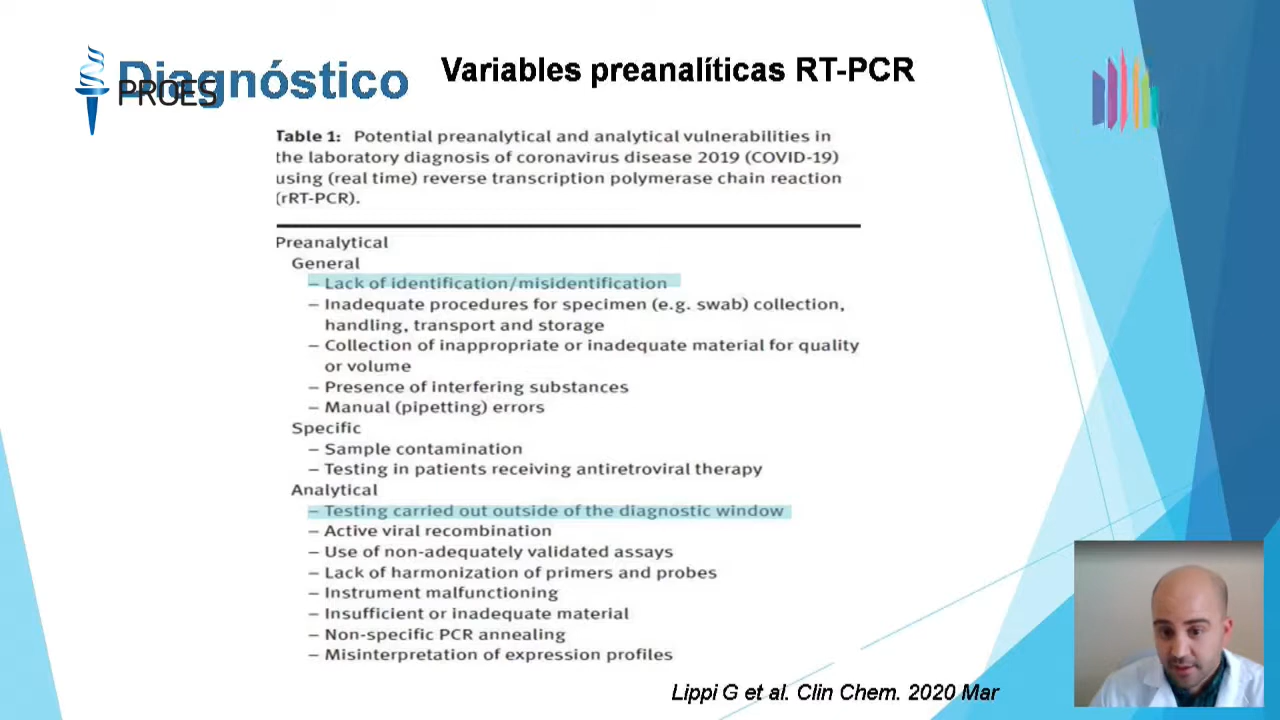 Diagnóstico
PROES
Variables preanalíticas RT-PCR
Table 1: Potential preanalytical and analytical vulnerabilities in
the laboratory diagnosis of coronavirus disease 2019 (COVID-19)
using (real time) reverse transcription polymerase chain reaction
(rRT-PCR).
Preanalytical
General
– Lack of identification/misidentification
– Inadequate procedures for specimen (e.g. swab) collection,
handling, transport and storage
– Collection of inappropriate or inadequate material for quality
or volume
– Presence of interfering substances
– Manual (pipetting) errors
Specific
– Sample contamination
– Testing in patients receiving antiretroviral therapy
Analytical
– Testing carried out outside of the diagnostic window
– Active viral recombination
– Use of non-adequately validated assays
– Lack of harmonization of primers and probes
– Instrument malfunctioning
– Insufficient or inadequate material
– Non-specific PCR annealing
– Misinterpretation of expression profiles
Lippi G et al. Clin Chem. 2020 Mar